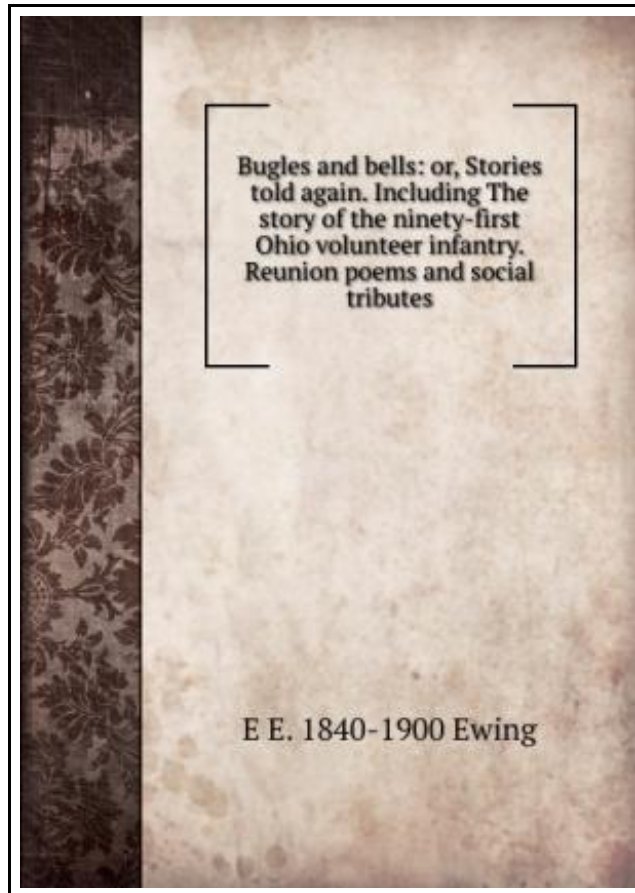 Bugles and bells: or, Stories
told again. Including The
story of the ninety-first
Ohio volunteer infantry.
Reunion poems and social
tributes
E E. 1840-1900 Ewing